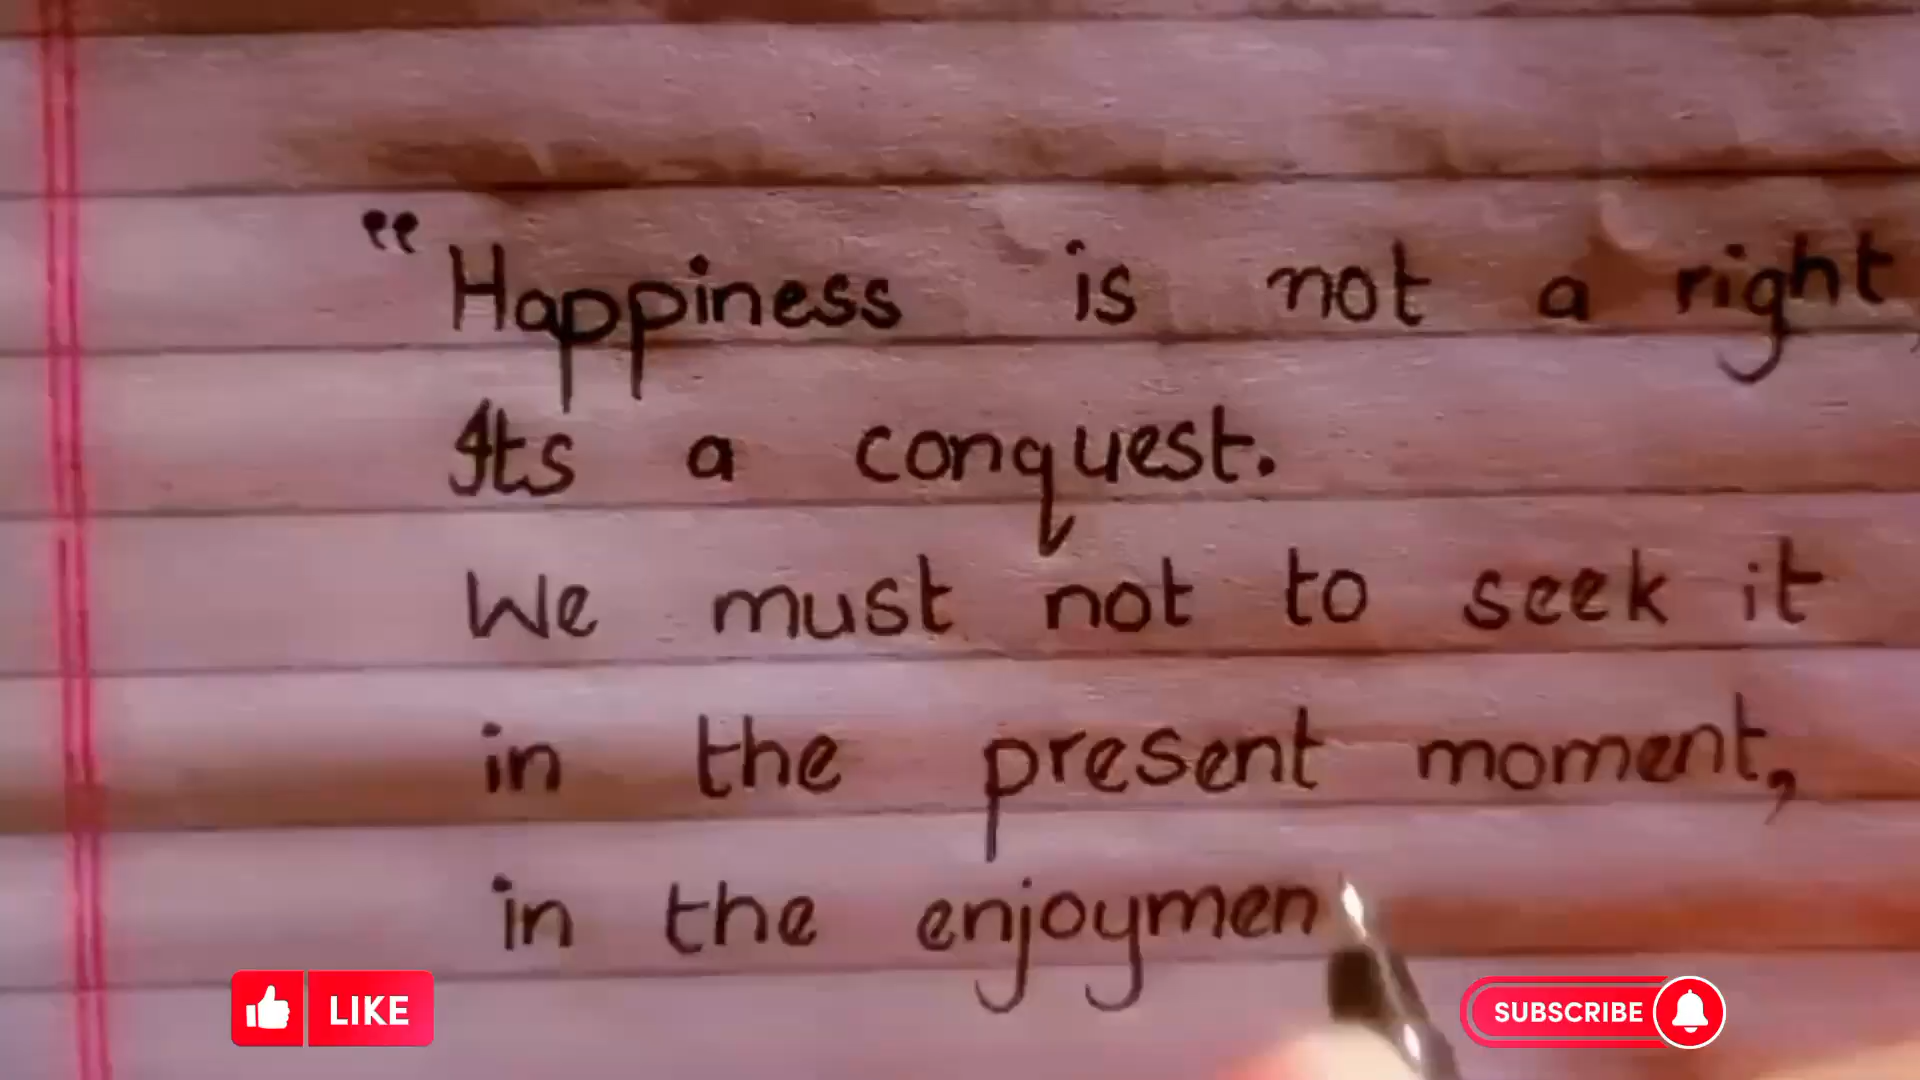 “Happiness is not a right,
Its a conquest.
We must not to seek it
in the present moment,
in the enjoymen
LIKE
SUBSCRIBE